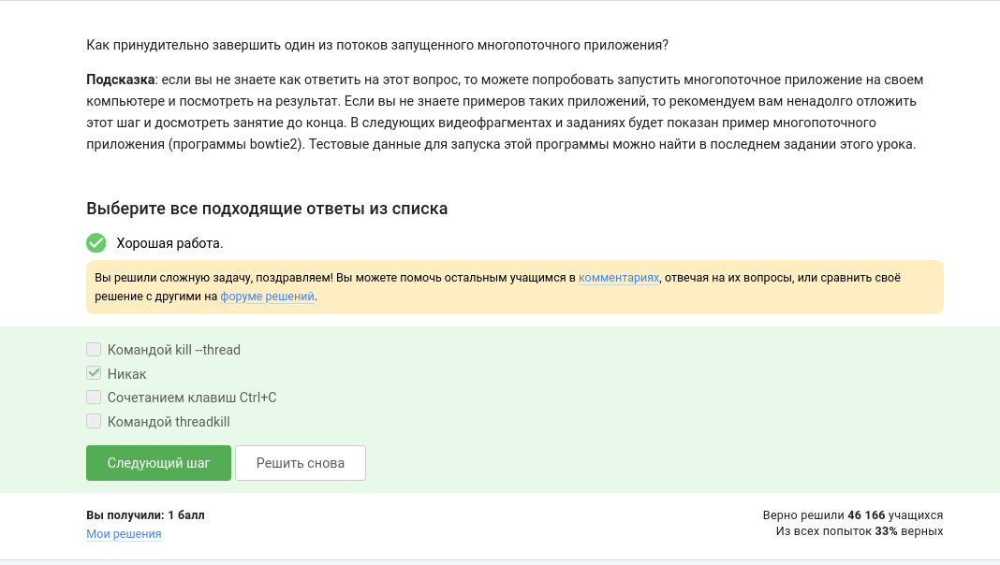 Как принудительно завершить один из потоков запущенного многопоточного приложения?
Подсказка: если вы не знаете как ответить на этот вопрос, то можете попробовать запустить многопоточное приложение на своем
компьютере и посмотреть на результат. Если вы не знаете примеров таких приложений, то рекомендуем вам ненадолго отложить
этот шаг и досмотреть занятие до конца. В следующих видеофрагментах и заданиях будет показан пример многопоточного
приложения (программы bowtie2). Тестовые данные для запуска этой программы можно найти в последнем задании этого урока.
Выберите все подходящие ответы из списка
Хорошая работа.
Вы решили сложную задачу, поздравляем! Вы можете помочь остальным учащимся в комментариях, отвечая на их вопросы, или сравнить своё
решение с другими на форуме решений.
Командой kill --thread
Никак
Сочетанием клавиш Ctrl+C
Командой threadkill
Следующий шаг Решить снова
Вы получили: 1 балл Верно решили 46 166 учащихся
Мои решения Из всех попыток 33% верных